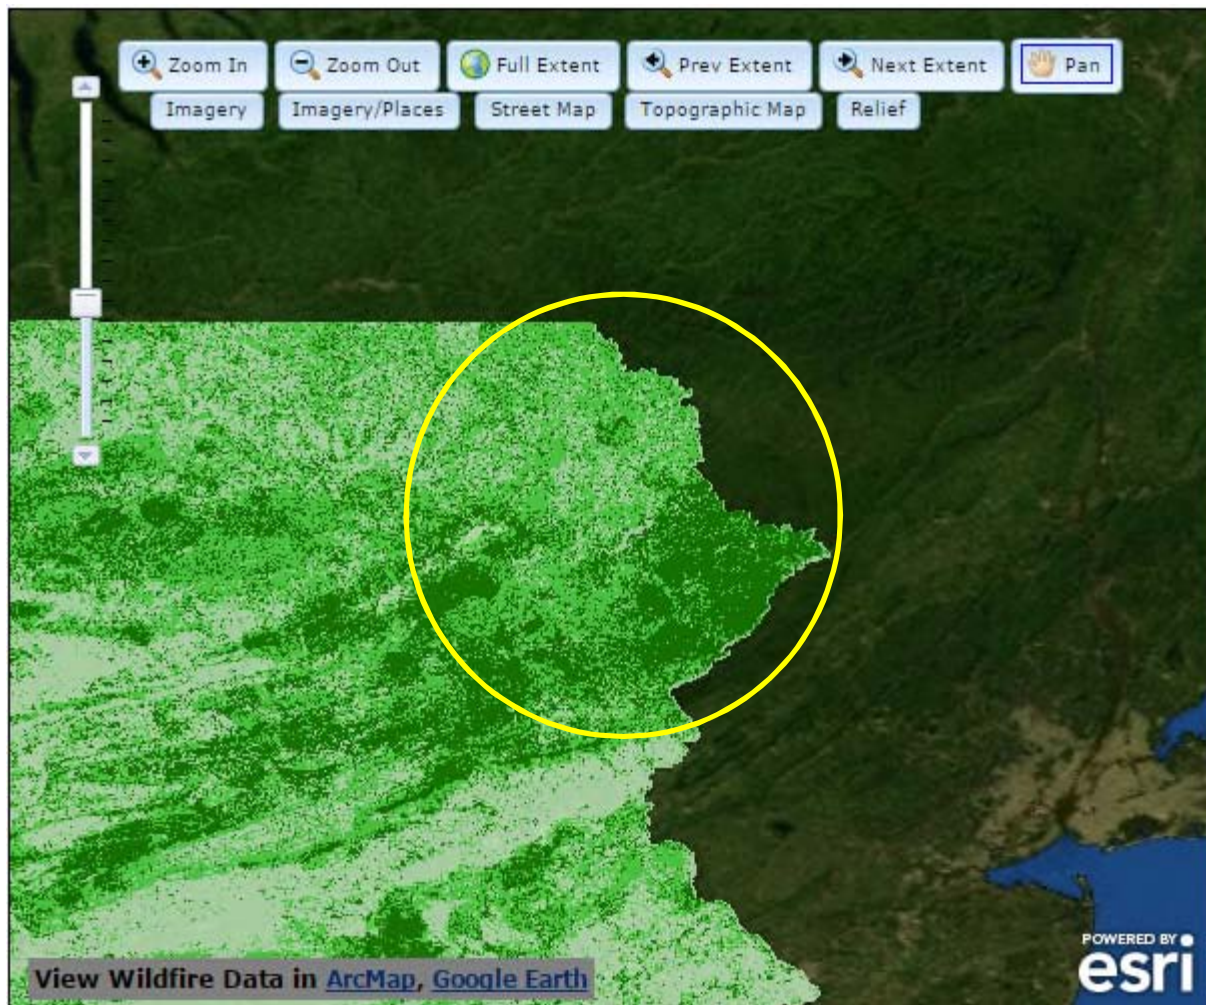 Zoom In
Zoom Out
Full Extent
Prev Extent
Next Extent
Pan
Imagery
Imagery/Places
Street Map
Topographic Map
Relief
View Wildfire Data in ArcMap, Google Earth
POWERED BY
esri